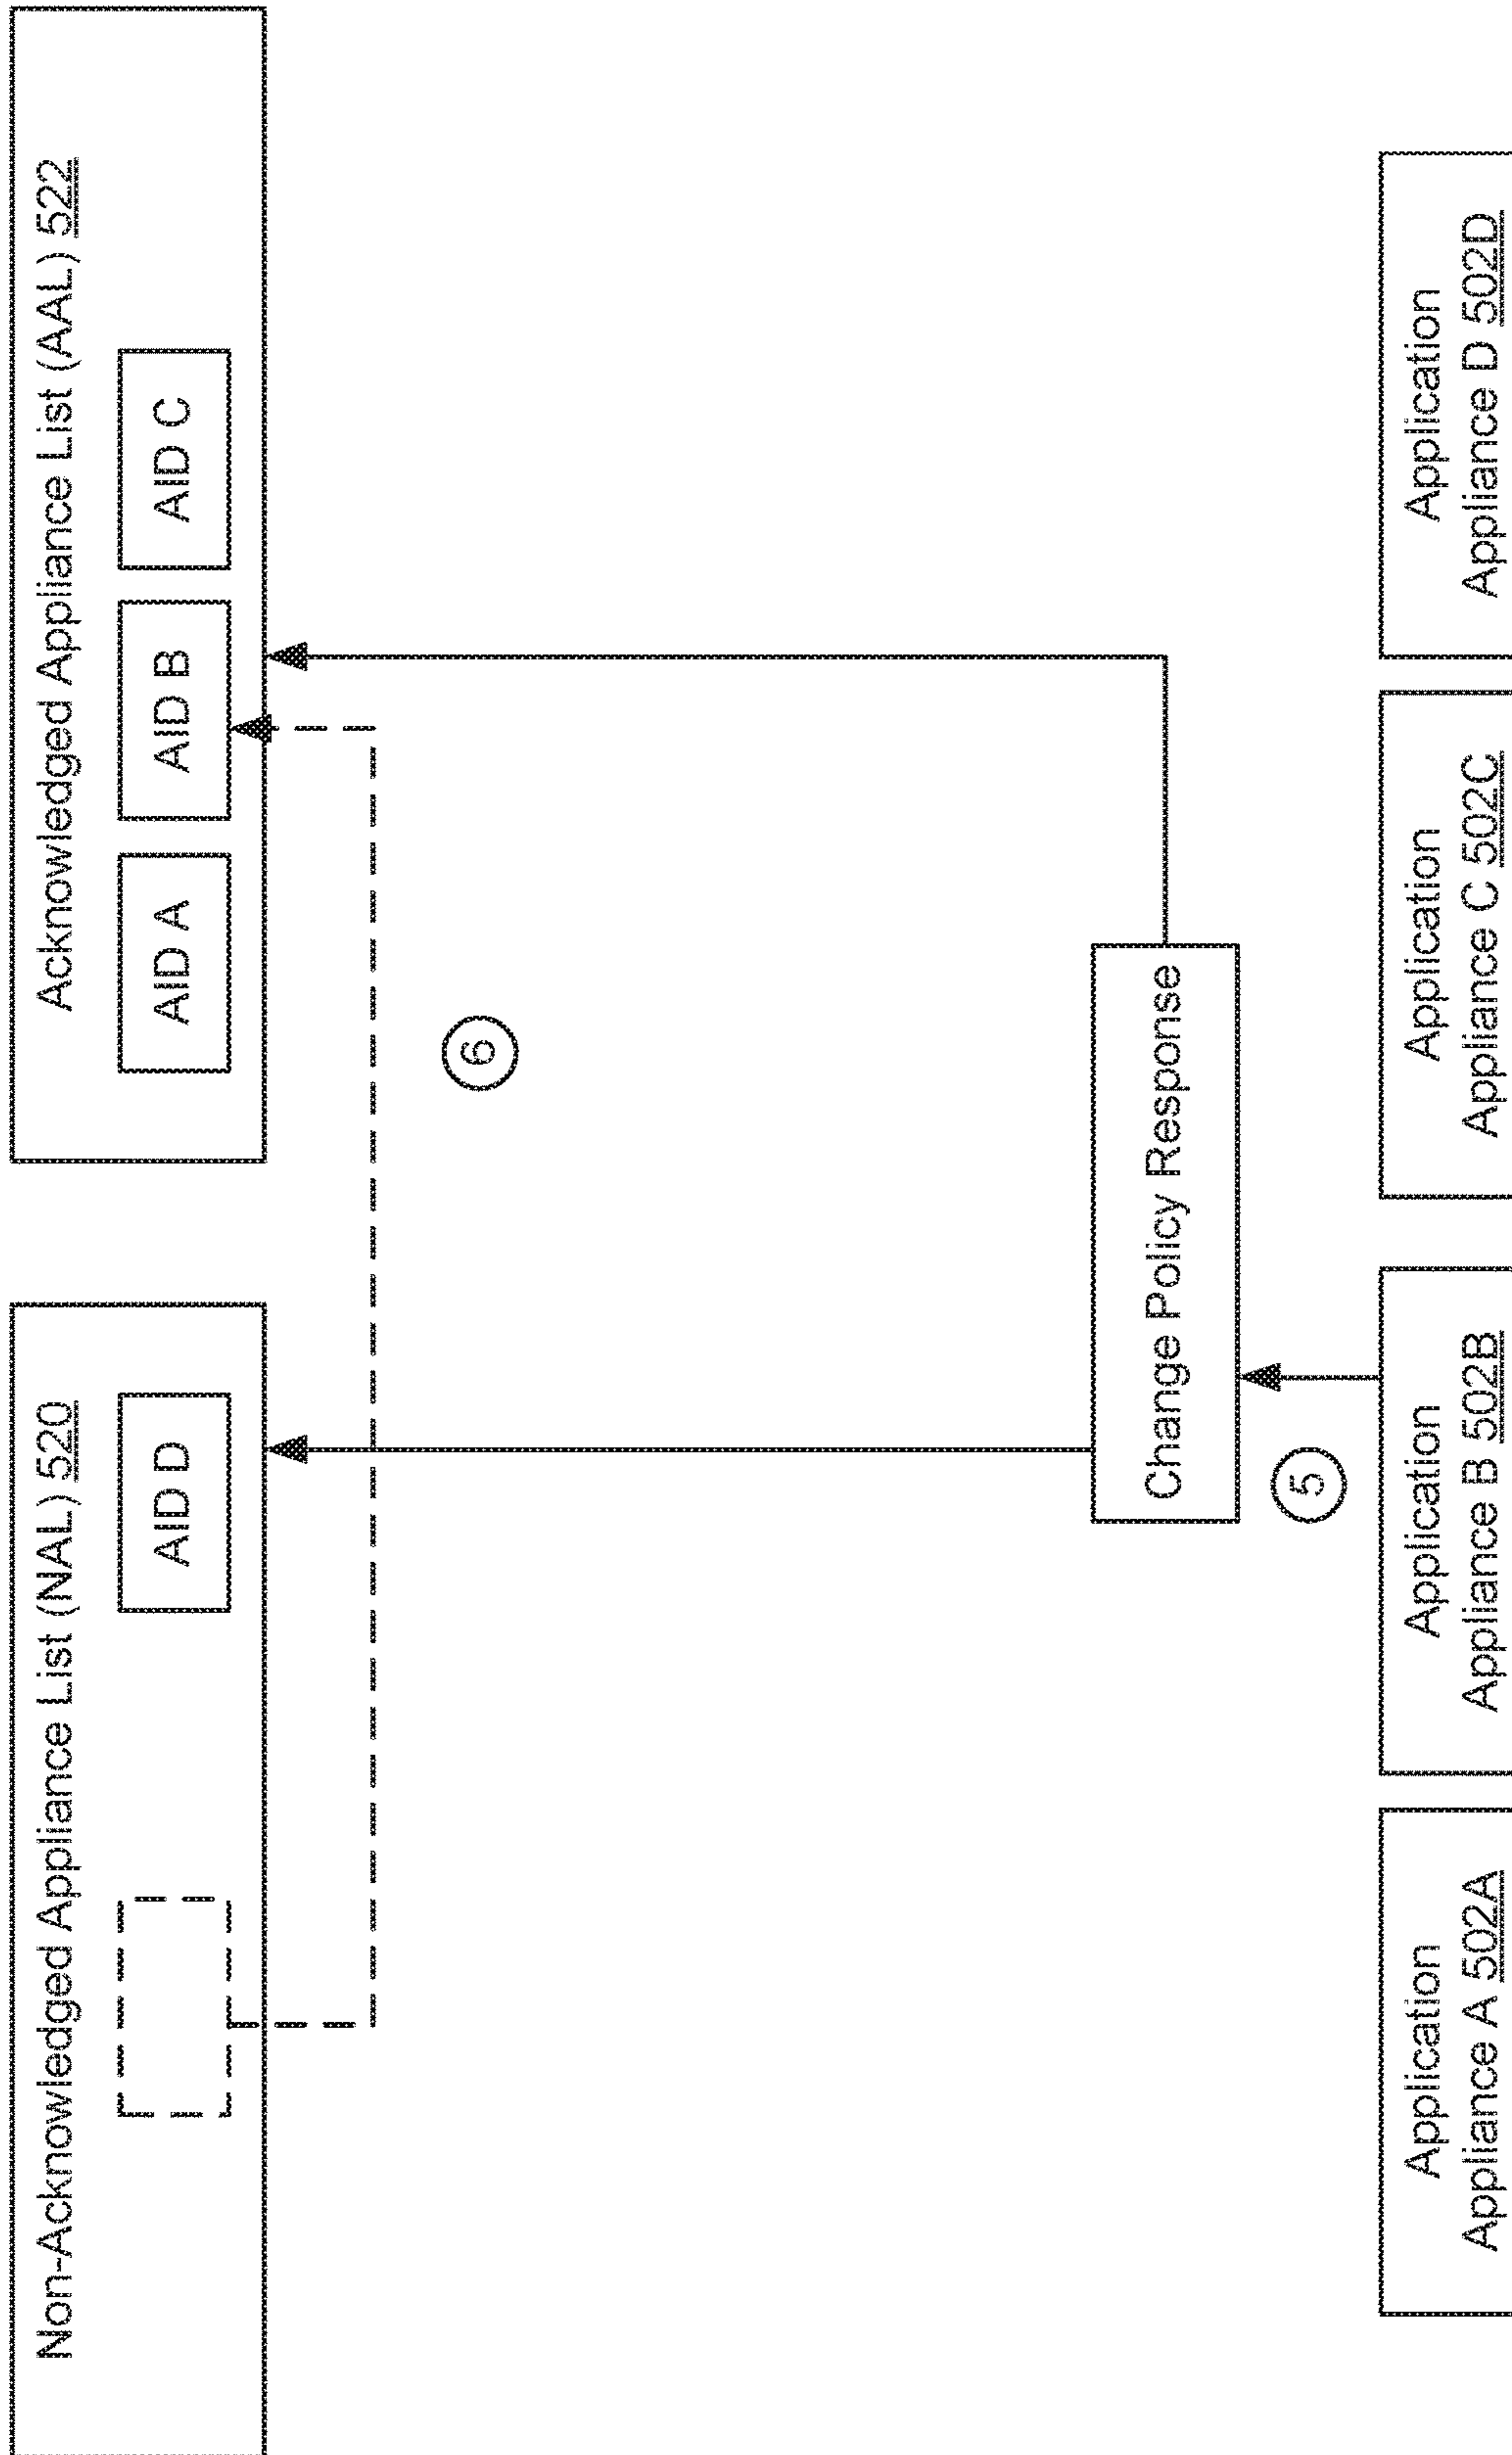 Non-Acknowledged Appliance List (NAL) 520
AID D
Acknowledged Appliance List (AAL) 522
AID A
AID B
AID C
6
Change Policy Response
5
Application
Appliance A 502A
Application
Appliance B 502B
Application
Appliance C 502C
Application
Appliance D 502D